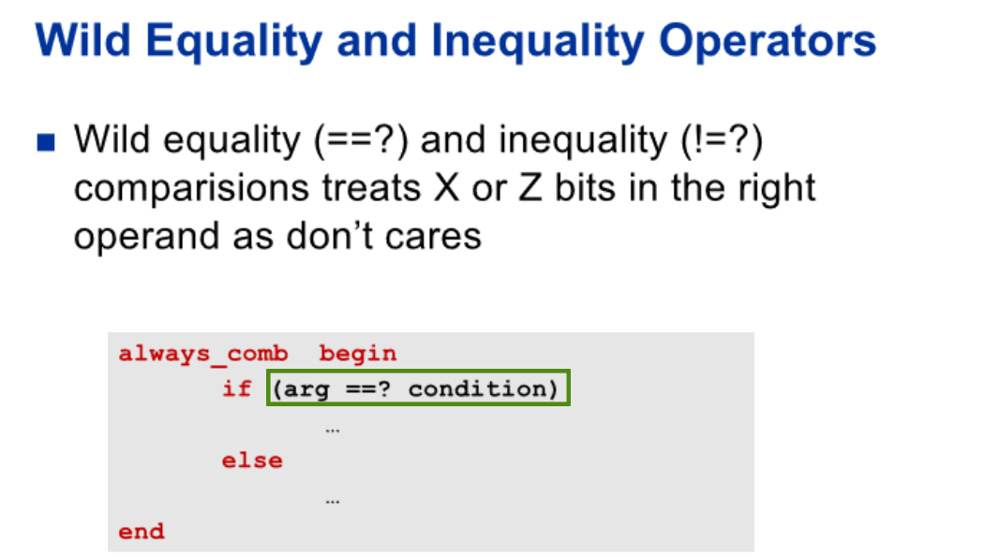 Wild Equality and Inequality Operators
■ Wild equality (==?) and inequality (!=?)
comparisions treats X or Z bits in the right
operand as don’t cares
always_comb begin
if (arg ==? condition)
…
else
…
end